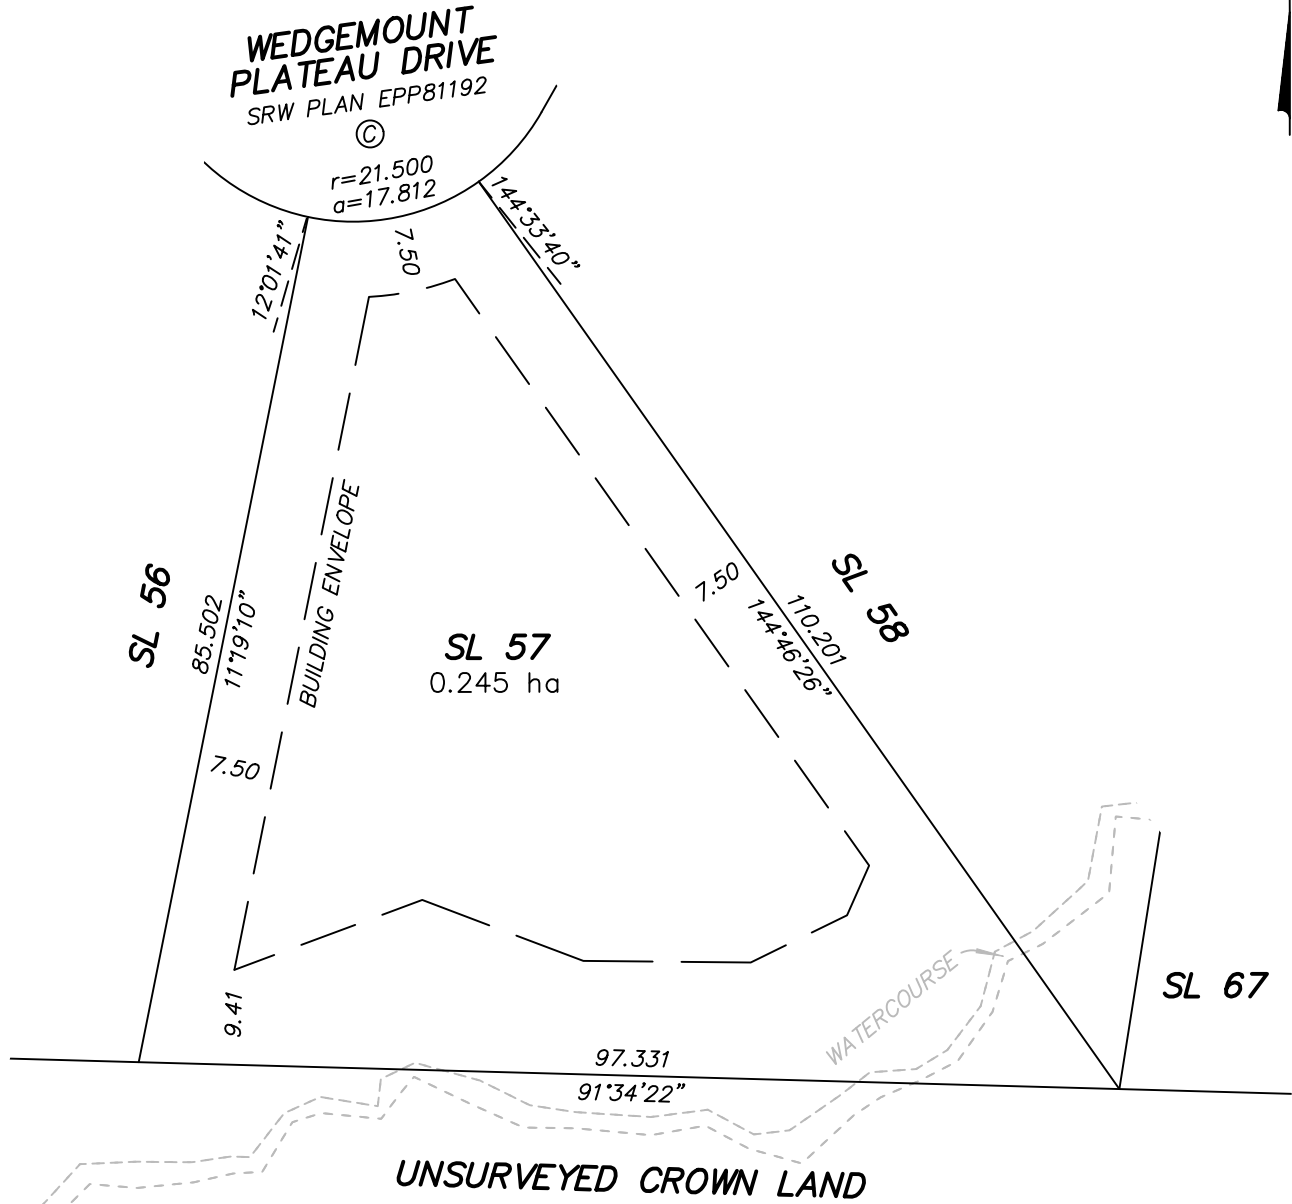 WEDGEMOUNT
PLATEAU DRIVE
SRW PLAN EPP81192
C
r=21.500
a=17.812
7.50
12°01'41"
144°33'40"
BUILDING ENVELOPE
SL 56
85.502
11°19'10"
7.50
SL 57
0.245 ha
7.50
110.201
144°46'26"
SL 58
9.41
WATERCOURSE
SL 67
97.331
91°34'22"
UNSURVEYED CROWN LAND